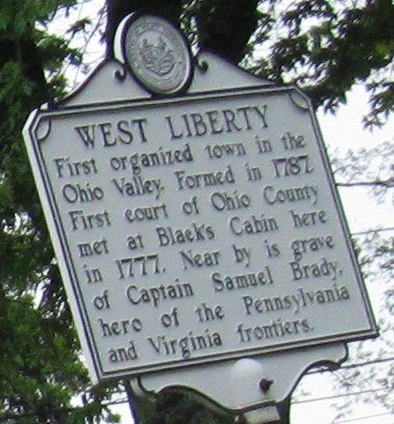 WEST LIBERTY
First organized town in the
Ohio Valley. Formed in 1787.
First court of Ohio County
met at Black's Cabin here
in 1777. Near by is grave
of Captain Samuel Brady,
hero of the Pennsylvania
and Virginia frontiers.